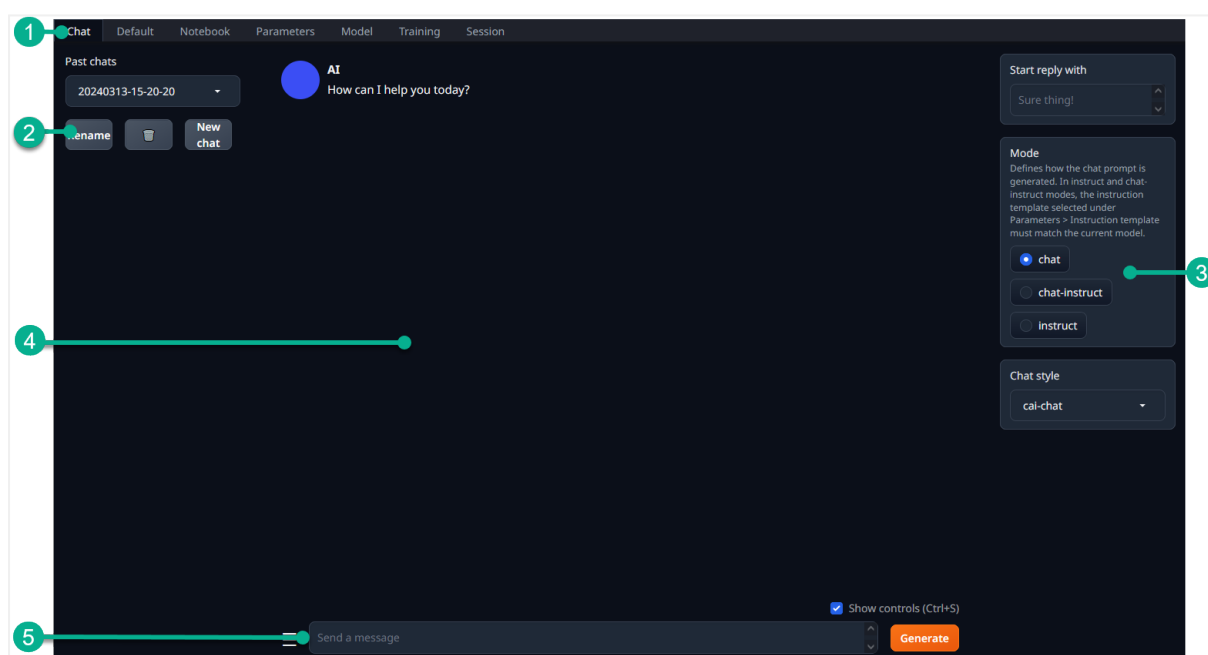 1
Chat Default Notebook Parameters Model Training Session
Past chats
20240313-15-20-20
2
ename
New
chat
AI
How can I help you today?
Start reply with
Sure thing!
Mode
Defines how the chat prompt is
generated. In instruct and chat-
instruct modes, the instruction
template selected under
Parameters > Instruction template
must match the current model.
chat
chat-instruct
instruct
3
Chat style
cai-chat
4
Show controls (Ctrl+S)
5
Send a message
Generate